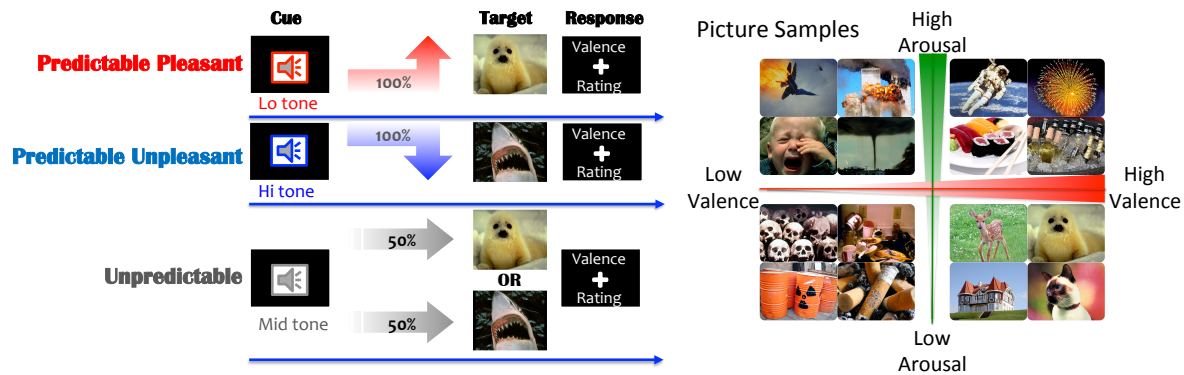 Cue
Target
Response
Predictable Pleasant
Lo tone
100%
Valence
+
Rating
Predictable Unpleasant
Hi tone
100%
Valence
+
Rating
Unpredictable
Mid tone
50%
OR
50%
Valence
+
Rating
Picture Samples
High
Arousal
Low
Valence
High
Valence
Low
Arousal